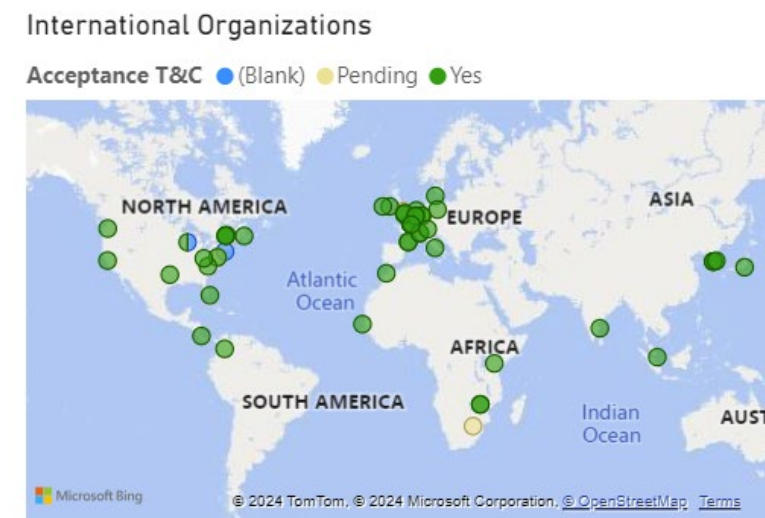 International Organizations
Acceptance T&C (Blank) Pending Yes
NORTH AMERICA
EUROPE
ASIA
Atlantic
Ocean
AFRICA
SOUTH AMERICA
Indian
Ocean
AUST
Microsoft Bing
© 2024 TomTom, © 2024 Microsoft Corporation, © OpenStreetMap Terms